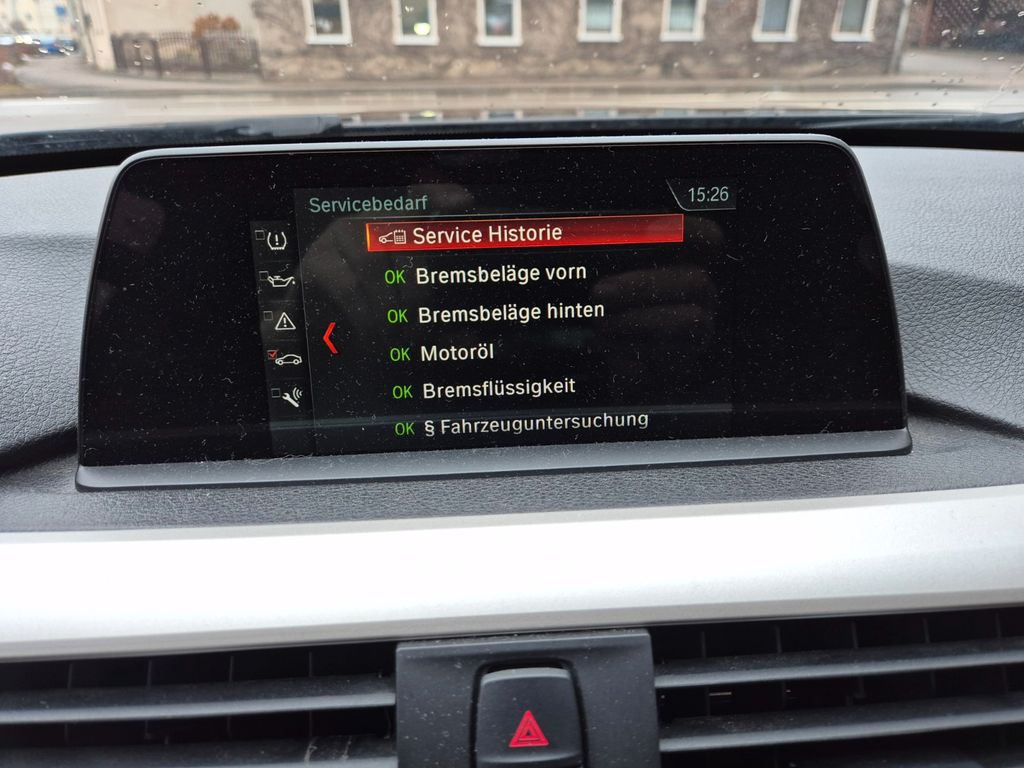 Servicebedarf
15:26
Service Historie
OK Bremsbeläge vorn
OK Bremsbeläge hinten
OK Motoröl
OK Bremsflüssigkeit
OK § Fahrzeuguntersuchung